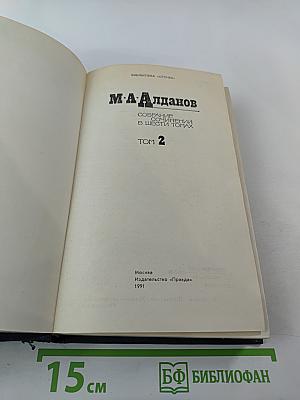 БИБЛИОТЕКА «ОГОНЕК»
М·А·Алданов
СОБРАНИЕ
СОЧИНЕНИЙ
В ШЕСТИ ТОМАХ
ТОМ 2
Москва
Издательство «Правда»
1991
15 см
БФ БИБЛИОФАН